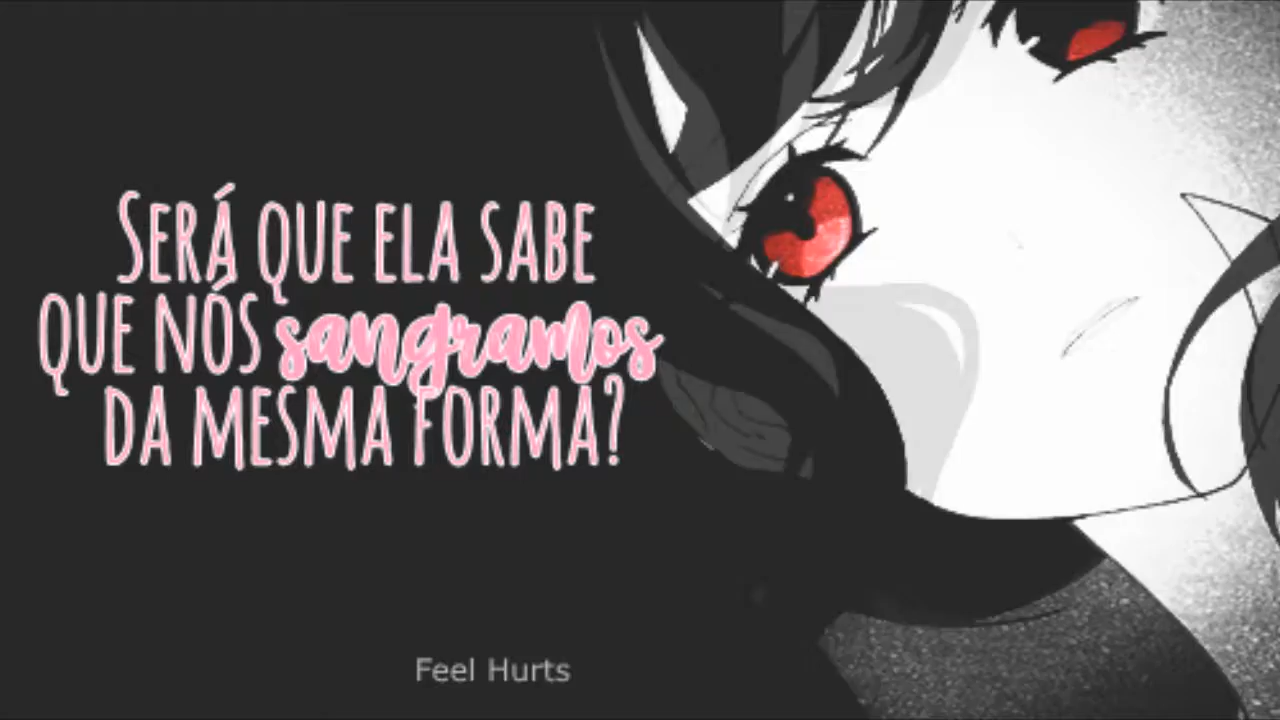 SERÁ QUE ELA SABE
QUE NÓS sangramos
DA MESMA FORMA?
Feel Hurts